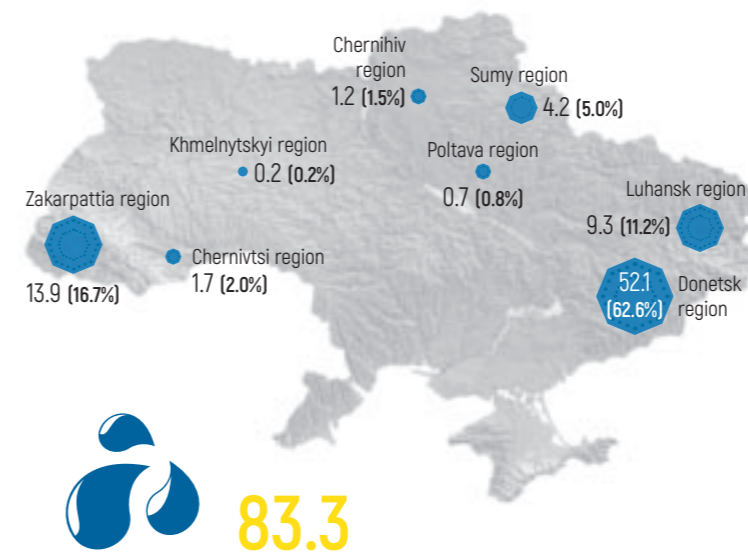 Chernihiv
region
1.2 (1.5%)
Sumy region
4.2 (5.0%)
Khmelnytskyi region
0.2 (0.2%)
Poltava region
0.7 (0.8%)
Zakarpattia region
13.9 (16.7%)
Chernivtsi region
1.7 (2.0%)
Luhansk region
9.3 (11.2%)
52.1
(62.6%)
Donetsk
region
83.3